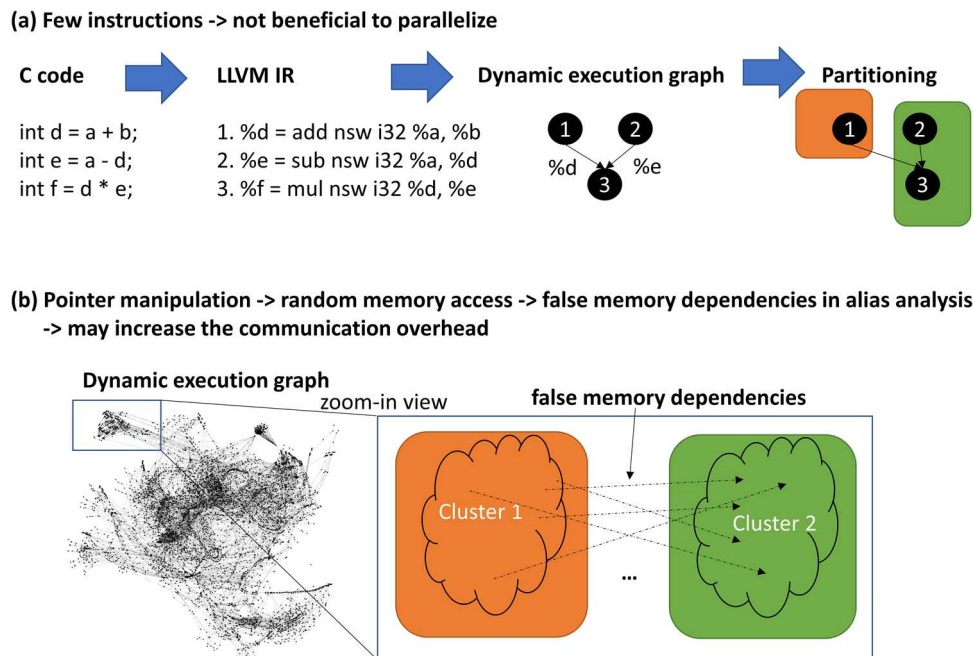 (a) Few instructions -> not beneficial to parallelize
C code
LLVM IR
Dynamic execution graph
Partitioning
int d = a + b;
int e = a - d;
int f = d * e;
1. %d = add nsw i32 %a, %b
2. %e = sub nsw i32 %a, %d
3. %f = mul nsw i32 %d, %e
1
2
%d
%e
3
1
2
3
(b) Pointer manipulation -> random memory access -> false memory dependencies in alias analysis
-> may increase the communication overhead
Dynamic execution graph
zoom-in view
false memory dependencies
Cluster 1
Cluster 2
...